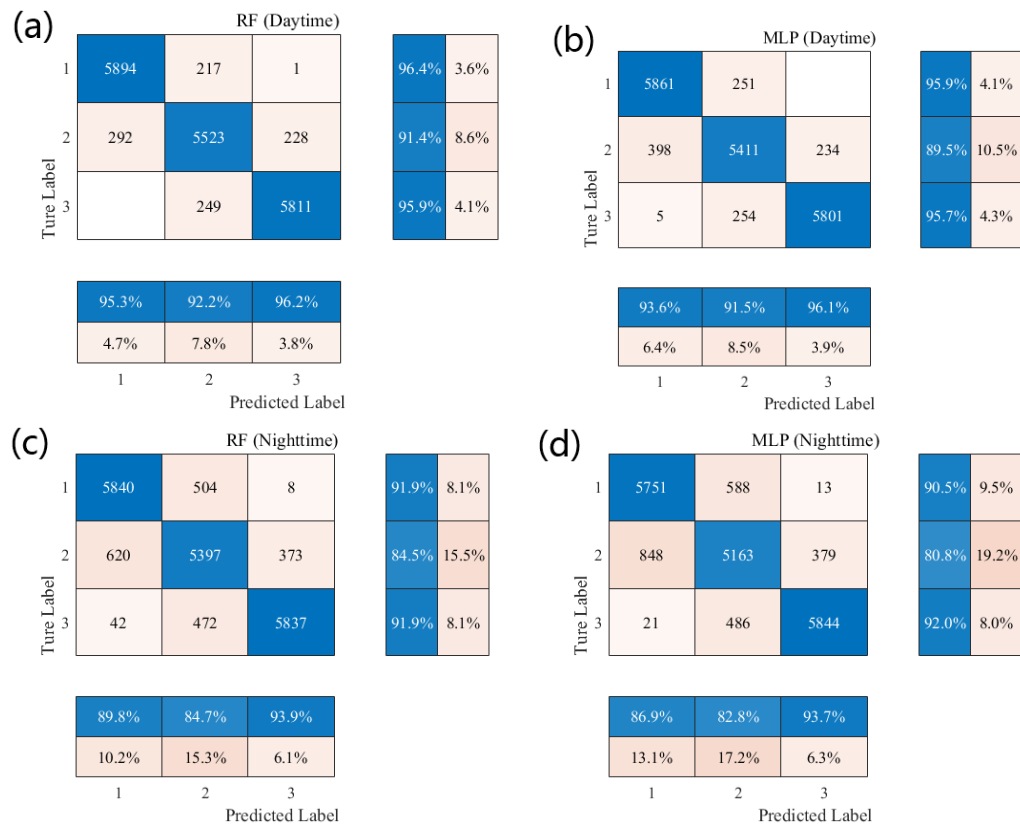 (a)
RF (Daytime)
1 5894 217 1 96.4% 3.6%
2 292 5523 228 91.4% 8.6%
3 249 5811 95.9% 4.1%
Ture Label
95.3% 92.2% 96.2%
4.7% 7.8% 3.8%
1 2 3
Predicted Label
(b)
MLP (Daytime)
1 5861 251 95.9% 4.1%
2 398 5411 234 89.5% 10.5%
3 5 254 5801 95.7% 4.3%
Ture Label
93.6% 91.5% 96.1%
6.4% 8.5% 3.9%
1 2 3
Predicted Label
(c)
RF (Nighttime)
1 5840 504 8 91.9% 8.1%
2 620 5397 373 84.5% 15.5%
3 42 472 5837 91.9% 8.1%
Ture Label
89.8% 84.7% 93.9%
10.2% 15.3% 6.1%
1 2 3
Predicted Label
(d)
MLP (Nighttime)
1 5751 588 13 90.5% 9.5%
2 848 5163 379 80.8% 19.2%
3 21 486 5844 92.0% 8.0%
Ture Label
86.9% 82.8% 93.7%
13.1% 17.2% 6.3%
1 2 3
Predicted Label